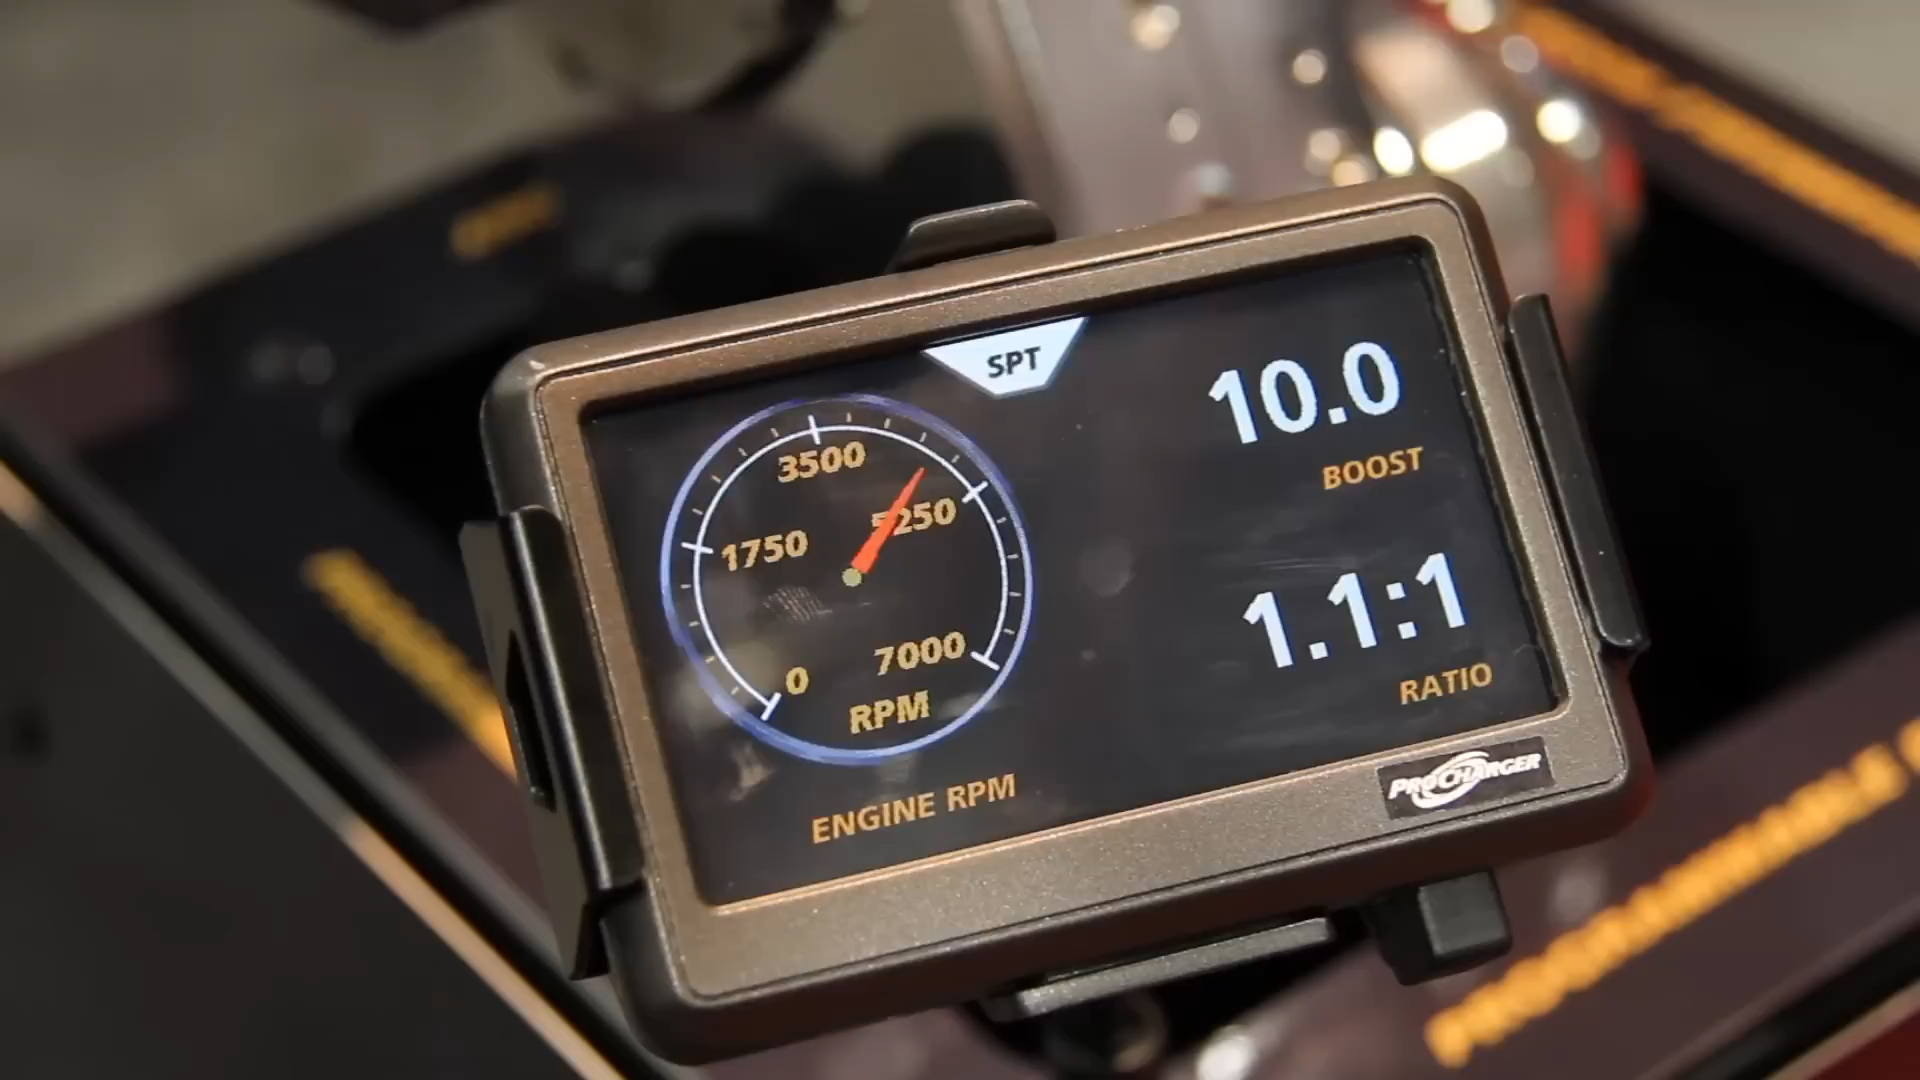 SPT
10.0
BOOST
3500
1750
5250
0
7000
RPM
1.1:1
RATIO
ENGINE RPM
PROCHARGER